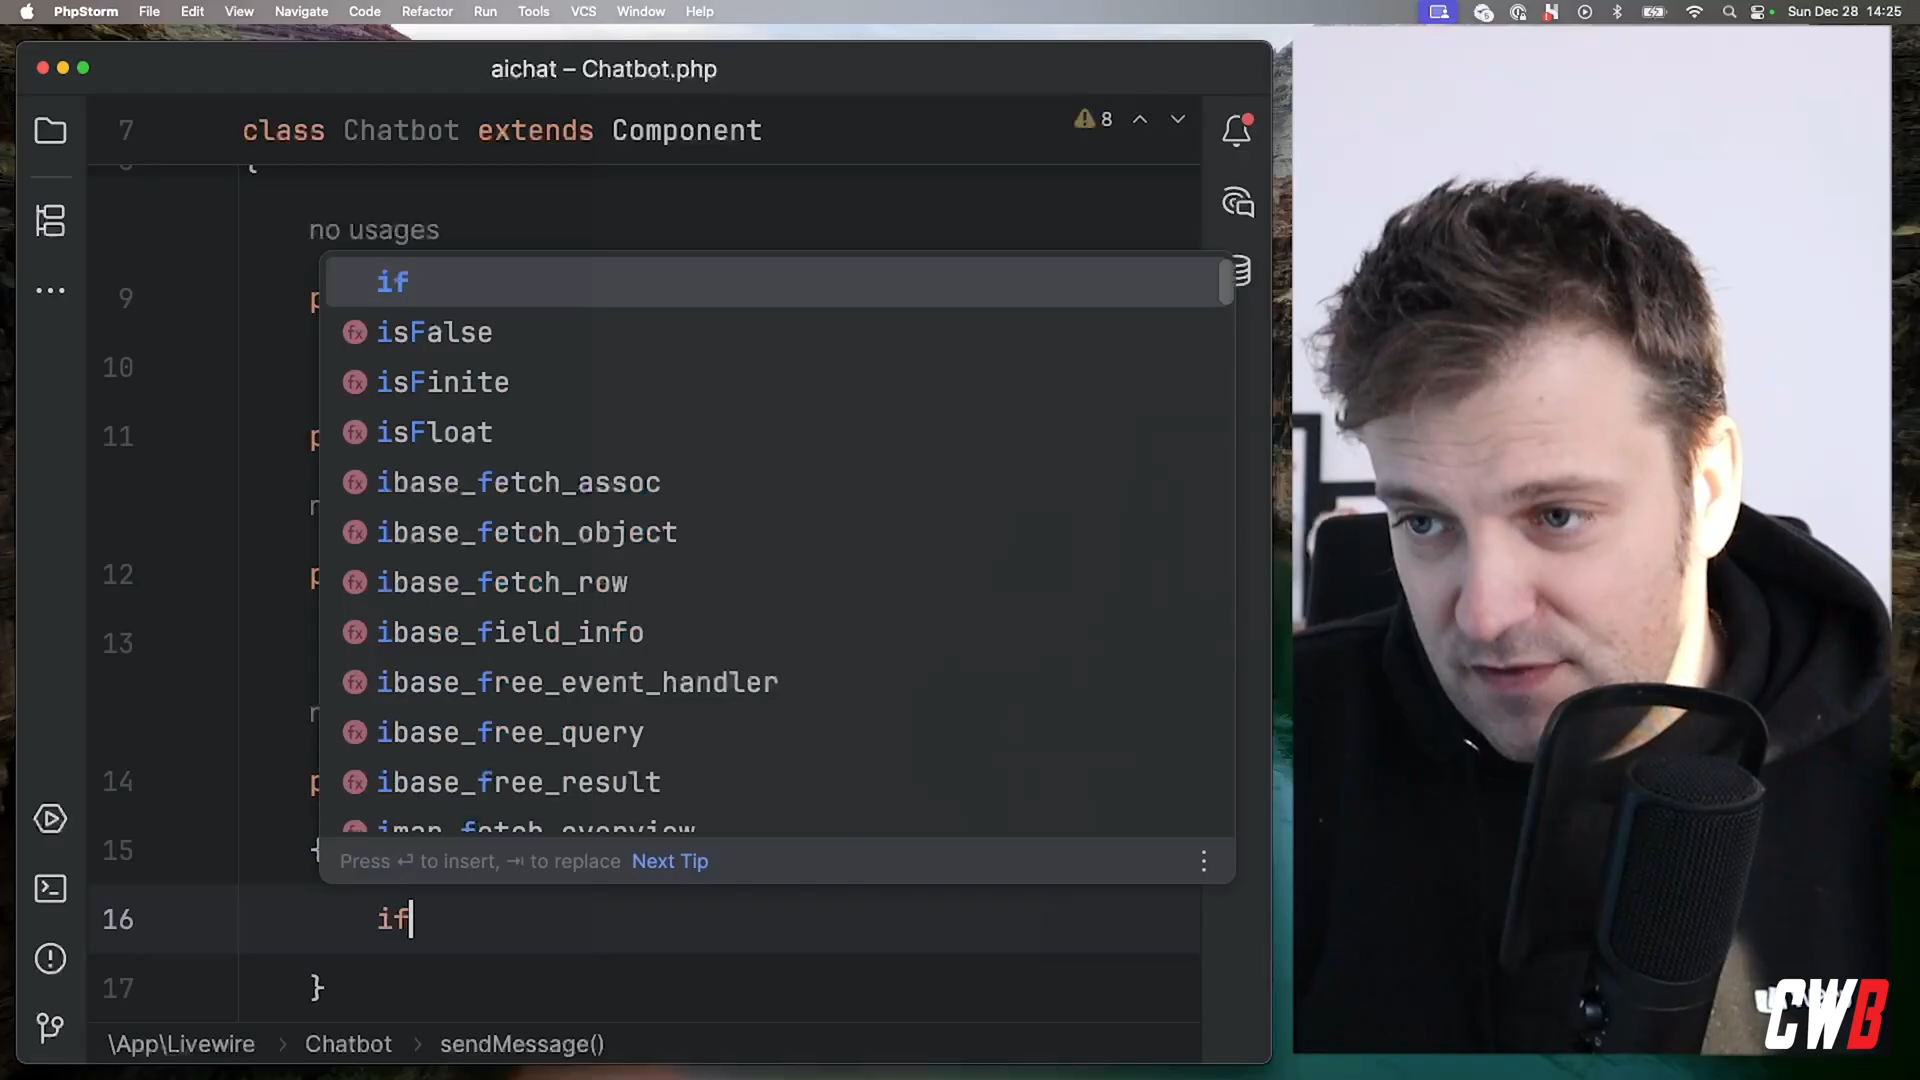 PhpStorm File Edit View Navigate Code Refactor Run Tools VCS Window Help
Sun Dec 28 14:25
aichat – Chatbot.php
7 class Chatbot extends Component
8
{
no usages
9 p
10
11 p
n
12 p
13
n
14 p
15 {
16 if
17 }
if
isFalse
isFinite
isFloat
ibase_fetch_assoc
ibase_fetch_object
ibase_fetch_row
ibase_field_info
ibase_free_event_handler
ibase_free_query
ibase_free_result
imap_fetch_overview
Press ↵ to insert, ⇥ to replace Next Tip
\App\Livewire > Chatbot > sendMessage()
CWB